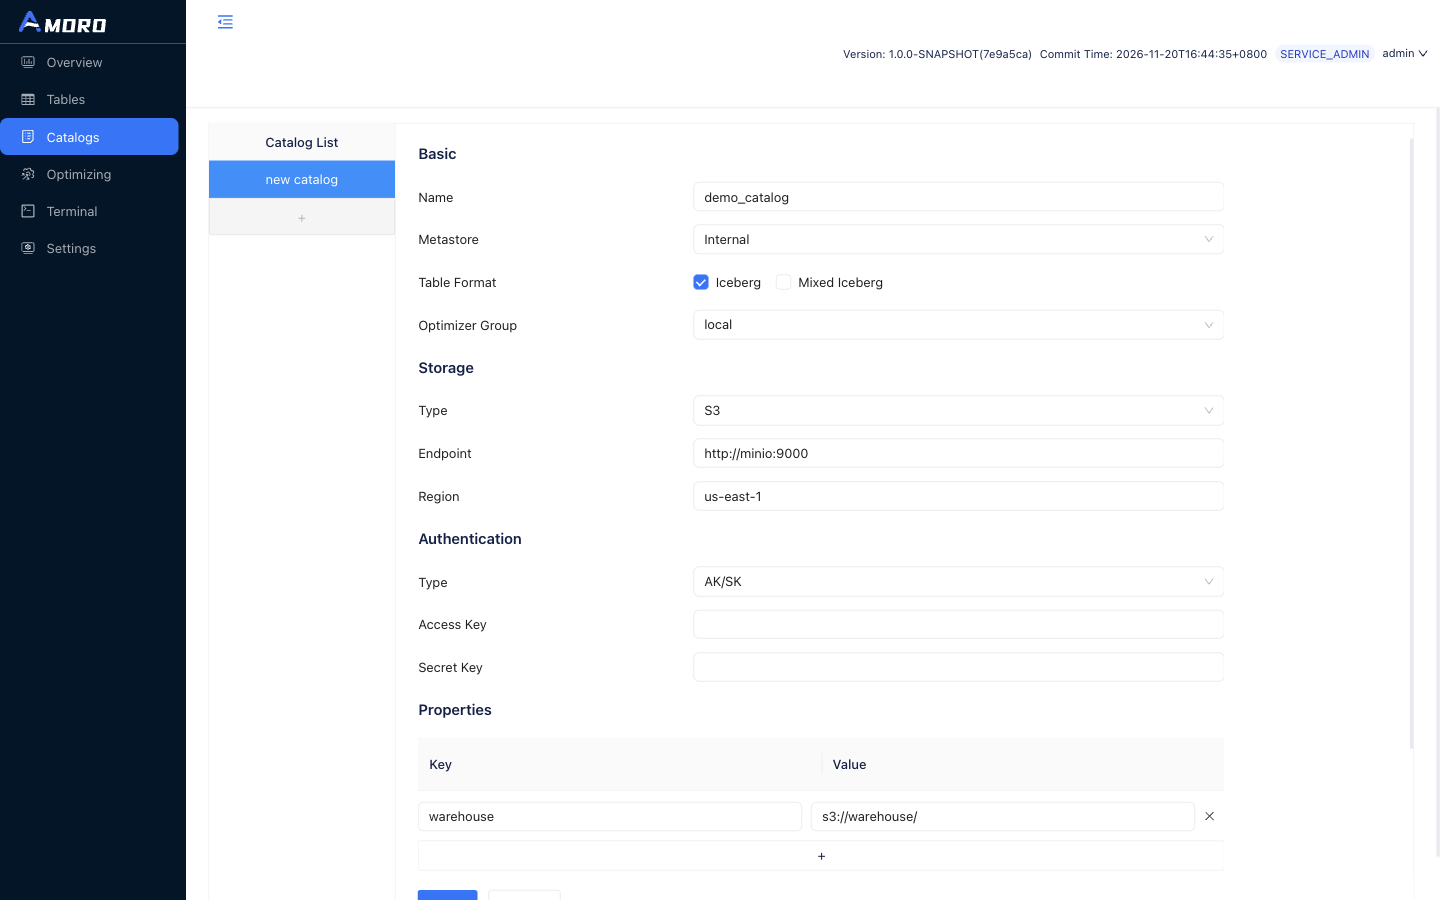 AMORO
Version: 1.0.0-SNAPSHOT(7e9a5ca) Commit Time: 2026-11-20T16:44:35+0800 SERVICE_ADMIN admin
Overview
Tables
Catalogs
Optimizing
Terminal
Settings
Catalog List
new catalog
+
Basic
Name demo_catalog
Metastore Internal
Table Format Iceberg Mixed Iceberg
Optimizer Group local
Storage
Type S3
Endpoint http://minio:9000
Region us-east-1
Authentication
Type AK/SK
Access Key
Secret Key
Properties
Key Value
warehouse s3://warehouse/
+